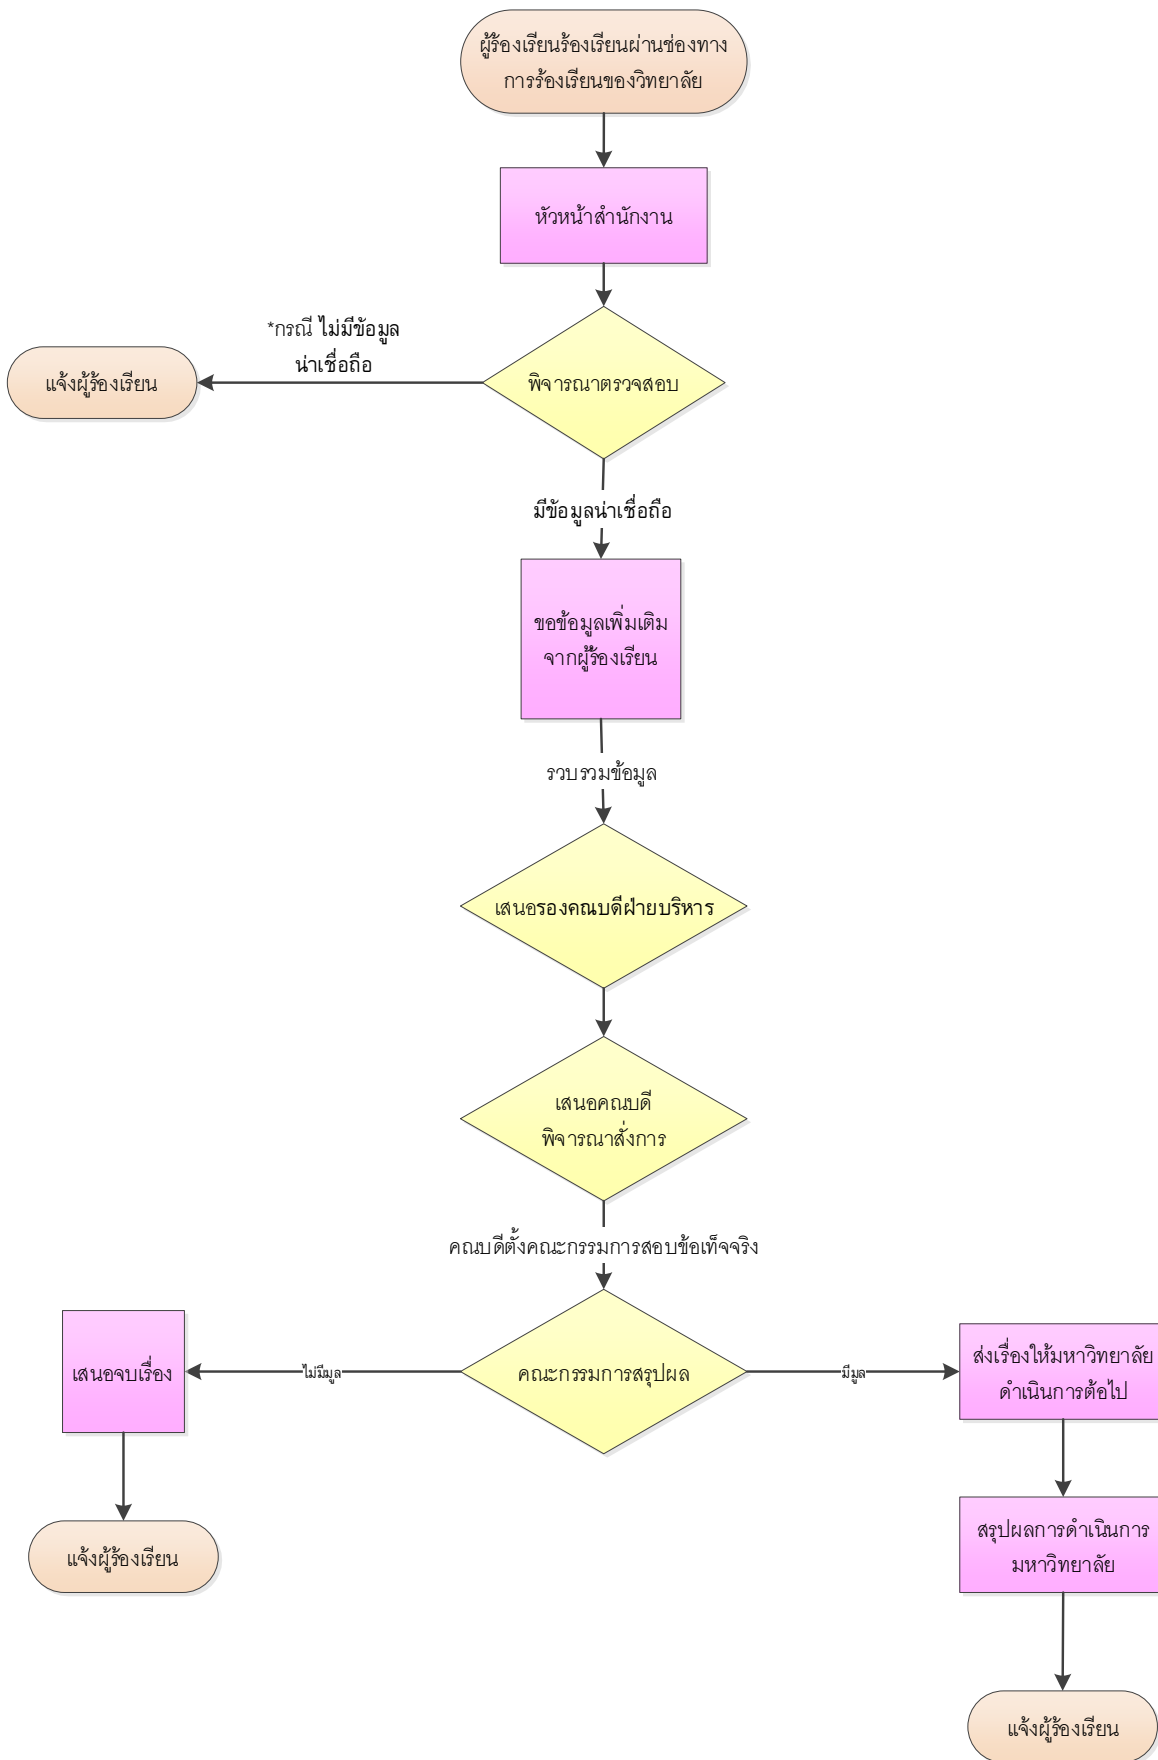 ผู้ร้องเรียนร้องเรียนผ่านช่องทาง
การร้องเรียนของวิทยาลัย
หัวหน้าสำนักงาน
*กรณี ไม่มีข้อมูล
น่าเชื่อถือ
แจ้งผู้ร้องเรียน
พิจารณาตรวจสอบ
มีข้อมูลน่าเชื่อถือ
ขอข้อมูลเพิ่มเติม
จากผู้ร้องเรียน
รวบรวมข้อมูล
เสนอรองคณบดีฝ่ายบริหาร
เสนอคณบดี
พิจารณาสั่งการ
คณบดีตั้งคณะกรรมการสอบข้อเท็จจริง
เสนอจบเรื่อง
ไม่มีมูล
คณะกรรมการสรุปผล
มีมูล
ส่งเรื่องให้มหาวิทยาลัย
ดำเนินการต้อไป
สรุปผลการดำเนินการ
มหาวิทยาลัย
แจ้งผู้ร้องเรียน
แจ้งผู้ร้องเรียน